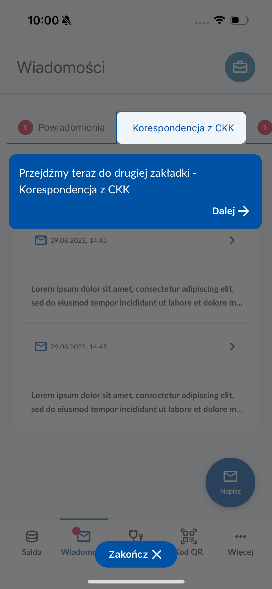 10:00
Wiadomości
1 Powiadomienia
Korespondencja z CKK
1
Przejdźmy teraz do drugiej zakładki -
Korespondencja z CKK
Dalej
29.08.2022, 14:45
Lorem ipsum dolor sit amet, consectetur adipiscing elit,
sed do eiusmod tempor incididunt ut labore et dolore m...
29.08.2022, 14:45
Lorem ipsum dolor sit amet, consectetur adipiscing elit,
sed do eiusmod tempor incididunt ut labore et dolore m...
Napisz
Salda
Wiadomo
Zakończ
Kod QR
Więcej